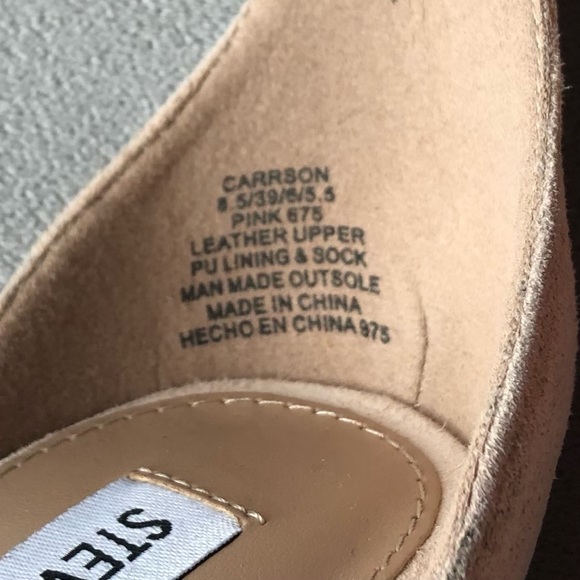 CARRSON
8.5/39/6/5.5
PINK 675
LEATHER UPPER
PU LINING & SOCK
MAN MADE OUTSOLE
MADE IN CHINA
HECHO EN CHINA 975
STEV